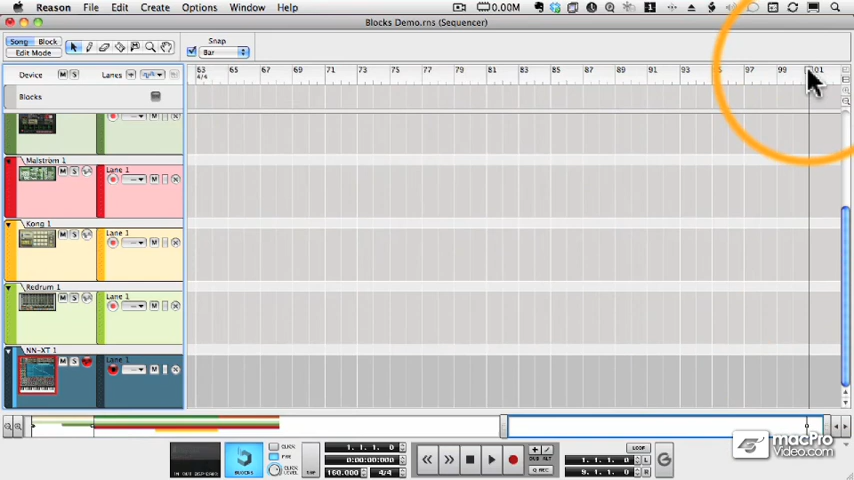 Reason File Edit Create Options Window Help 0.00M
Blocks Demo.rns (Sequencer)
Song Block
Edit Mode
Snap
Bar
Device M S Lanes
63 65 67 69 71 73 75 77 79 81 83 85 87 89 91 93 95 97 99 101
4/4
Blocks
M S
Lane 1
Malström 1
M S
Lane 1
M
Kong 1
M S
Lane 1
M
Redrum 1
M S
Lane 1
M
NN-XT 1
M S
Lane 1
M
BLOCKS
CLICK
PRE
CLICK LEVEL
1. 1. 1. 0
0:00:00:000
160.000 4/4
DUB ALT
Q REC
LOOP
1. 1. 1. 0 L
9. 1. 1. 0 R
macPro
Video.com